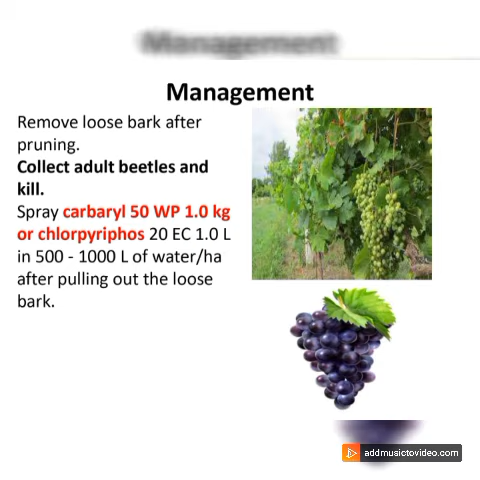 Management
Management
Remove loose bark after
pruning.
Collect adult beetles and
kill.
Spray carbaryl 50 WP 1.0 kg
or chlorpyriphos 20 EC 1.0 L
in 500 - 1000 L of water/ha
after pulling out the loose
bark.
addmusictovideo.com